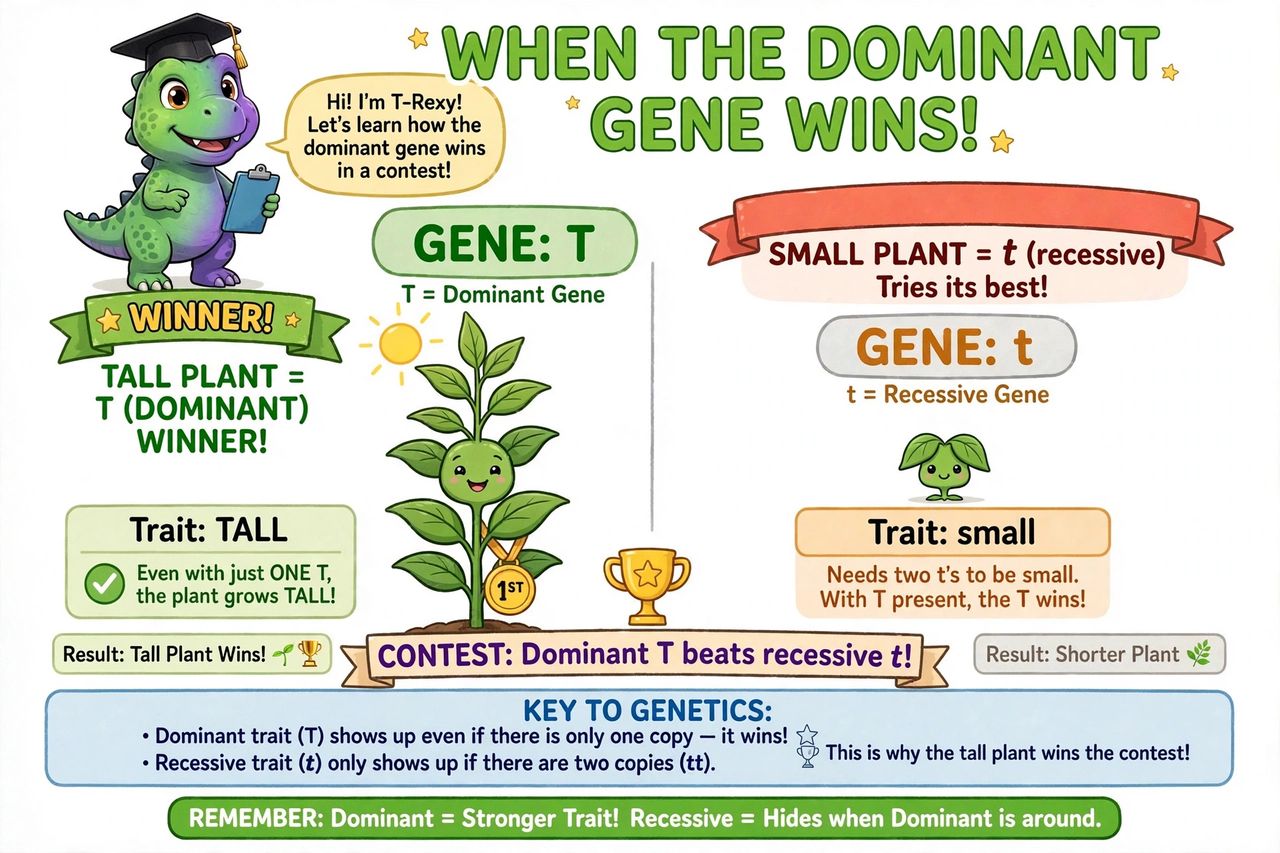 WHEN THE DOMINANT
GENE WINS!
Hi! I'm T-Rexy!
Let's learn how the
dominant gene wins
in a contest!
WINNER!
TALL PLANT =
T (DOMINANT)
WINNER!
GENE: T
T = Dominant Gene
Trait: TALL
Even with just ONE T,
the plant grows TALL!
Result: Tall Plant Wins!
1ST
SMALL PLANT = t (recessive)
Tries its best!
GENE: t
t = Recessive Gene
Trait: small
Needs two t's to be small.
With T present, the T wins!
Result: Shorter Plant
CONTEST: Dominant T beats recessive t!
KEY TO GENETICS:
• Dominant trait (T) shows up even if there is only one copy — it wins!
• Recessive trait (t) only shows up if there are two copies (tt).
This is why the tall plant wins the contest!
REMEMBER: Dominant = Stronger Trait! Recessive = Hides when Dominant is around.